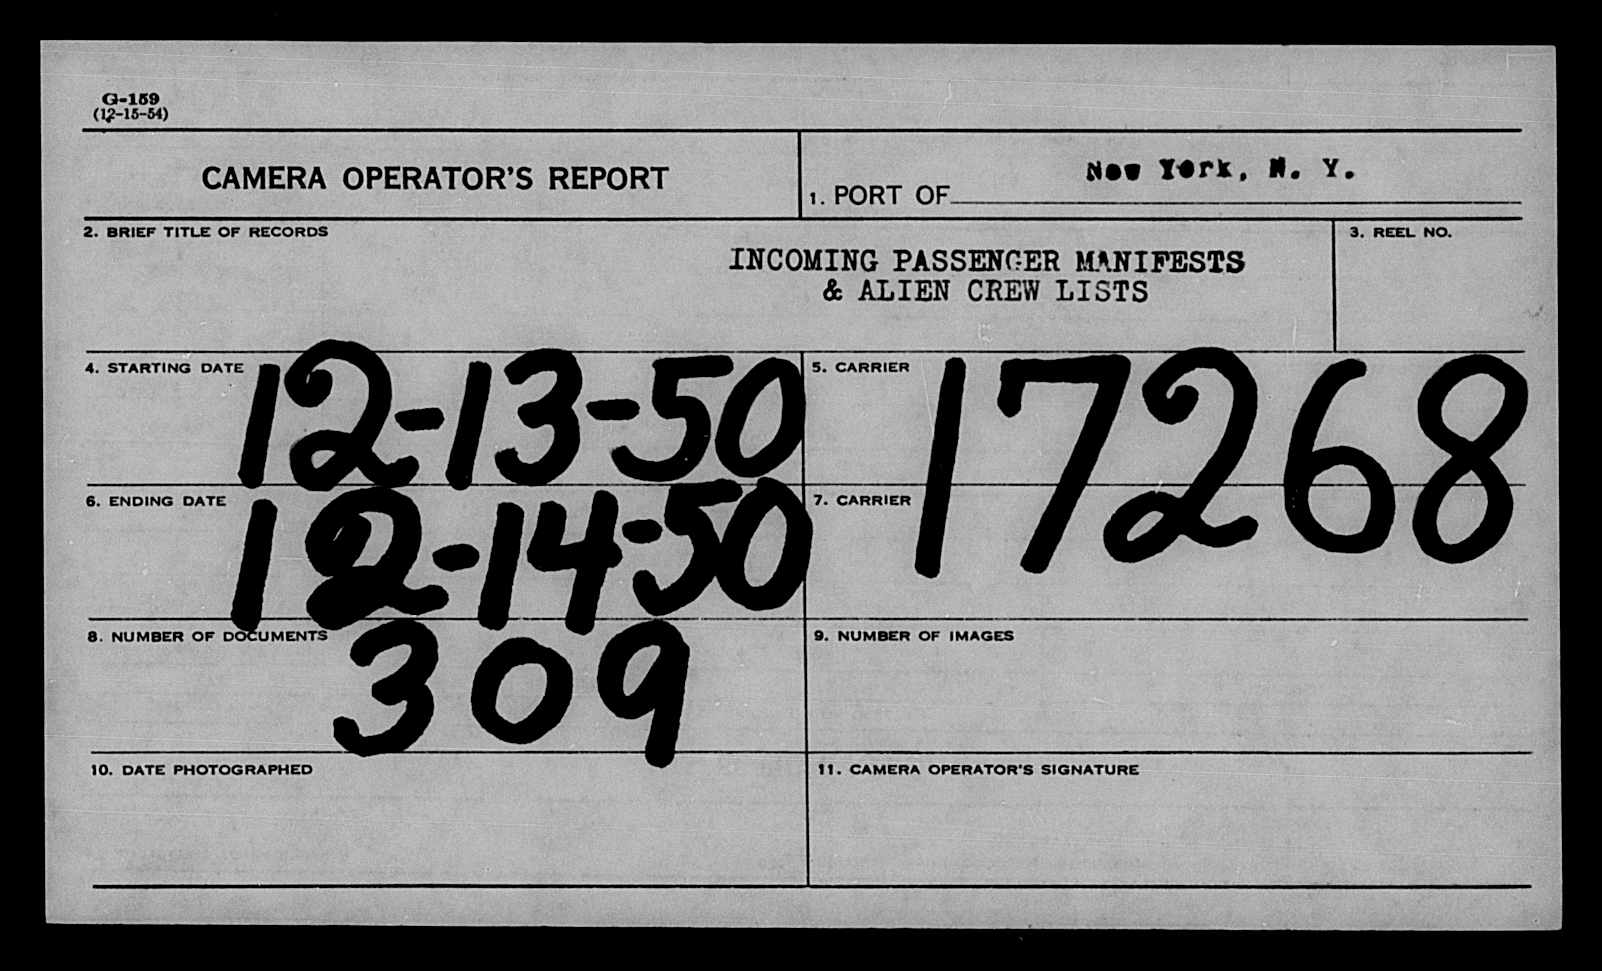 G-159
(12-15-54)
CAMERA OPERATOR'S REPORT
1. PORT OF New York, N. Y.
2. BRIEF TITLE OF RECORDS
INCOMING PASSENGER MANIFESTS
& ALIEN CREW LISTS
3. REEL NO.
4. STARTING DATE 12-13-50
5. CARRIER 17268
6. ENDING DATE 12-14-50
7. CARRIER
8. NUMBER OF DOCUMENTS 309
9. NUMBER OF IMAGES
10. DATE PHOTOGRAPHED
11. CAMERA OPERATOR'S SIGNATURE